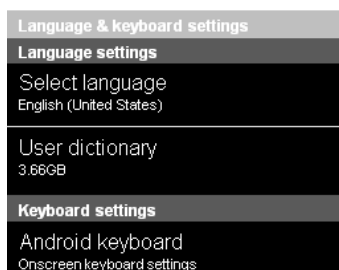 Language & keyboard settings
Language settings
Select language
English (United States)
User dictionary
3.66GB
Keyboard settings
Android keyboard
Onscreen keyboard settings